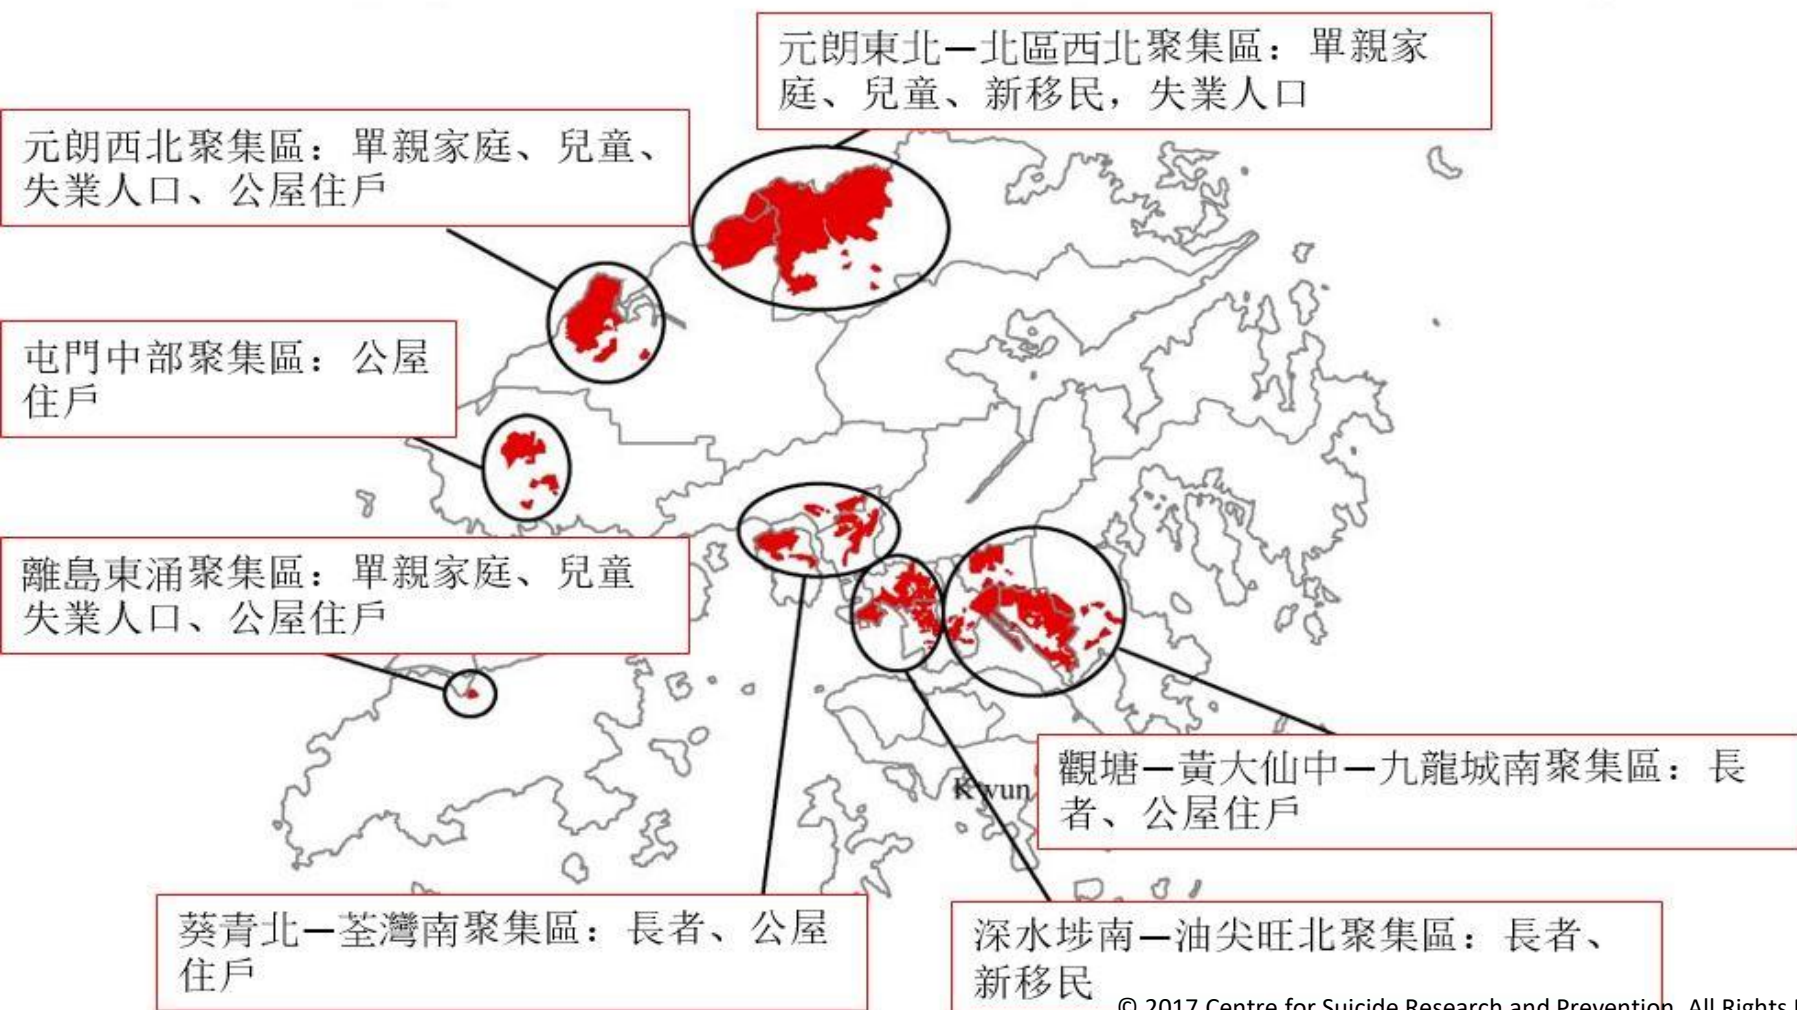 元朗東北—北區西北聚集區：單親家
庭、兒童、新移民，失業人口
元朗西北聚集區：單親家庭、兒童、
失業人口、公屋住戶
屯門中部聚集區：公屋
住戶
離島東涌聚集區：單親家庭、兒童
失業人口、公屋住戶
Kwun
觀塘—黃大仙中—九龍城南聚集區：長
者、公屋住戶
葵青北—荃灣南聚集區：長者、公屋
住戶
深水埗南—油尖旺北聚集區：長者、
新移民
© 2017 Centre for Suicide Research and Prevention. All Rights